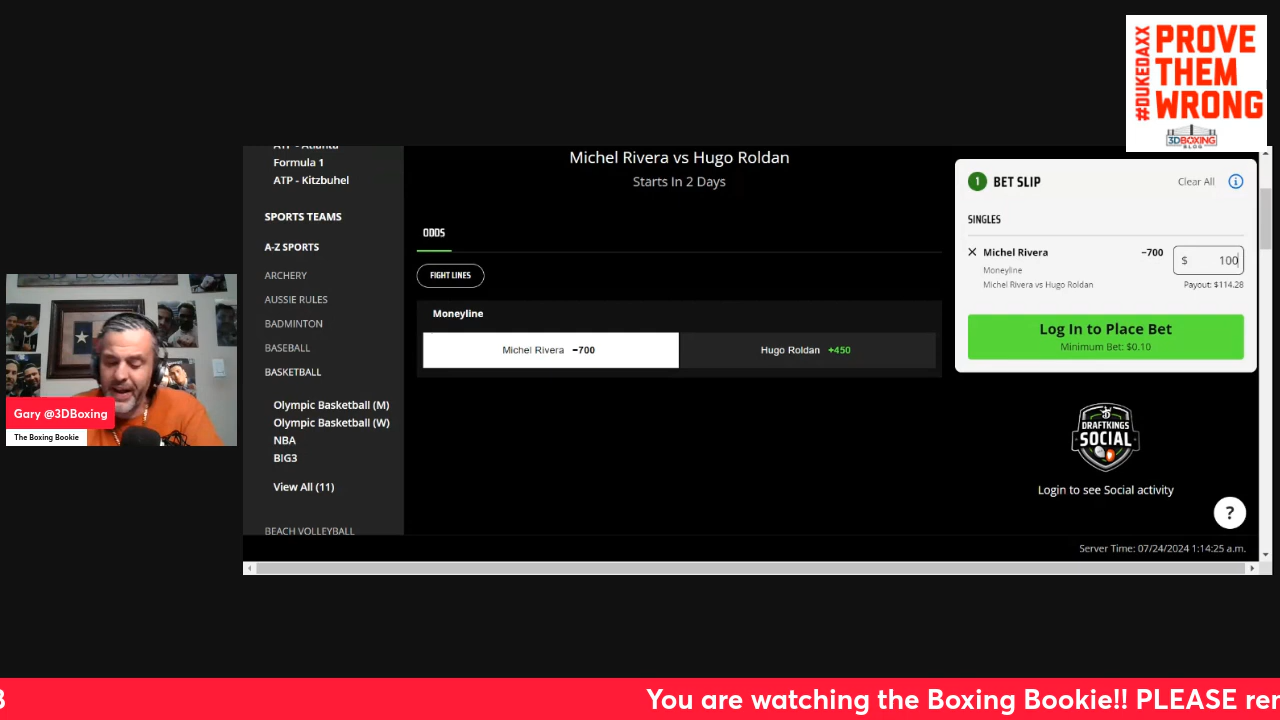 #DUKEDAXX
PROVE
THEM
WRONG
3DBOXING
BLOG
ATP - Atlanta
Formula 1
ATP - Kitzbuhel
SPORTS TEAMS
A-Z SPORTS
ARCHERY
AUSSIE RULES
BADMINTON
BASEBALL
BASKETBALL
Olympic Basketball (M)
Olympic Basketball (W)
NBA
BIG3
View All (11)
BEACH VOLLEYBALL
Michel Rivera vs Hugo Roldan
Starts In 2 Days
ODDS
FIGHT LINES
Moneyline
Michel Rivera −700
Hugo Roldan +450
1 BET SLIP Clear All i
SINGLES
× Michel Rivera −700 $ 100
Moneyline
Michel Rivera vs Hugo Roldan Payout: $114.28
Log In to Place Bet
Minimum Bet: $0.10
DRAFTKINGS
SOCIAL
Login to see Social activity
?
Server Time: 07/24/2024 1:14:25 a.m.
Gary @3DBoxing
The Boxing Bookie
You are watching the Boxing Bookie!! PLEASE